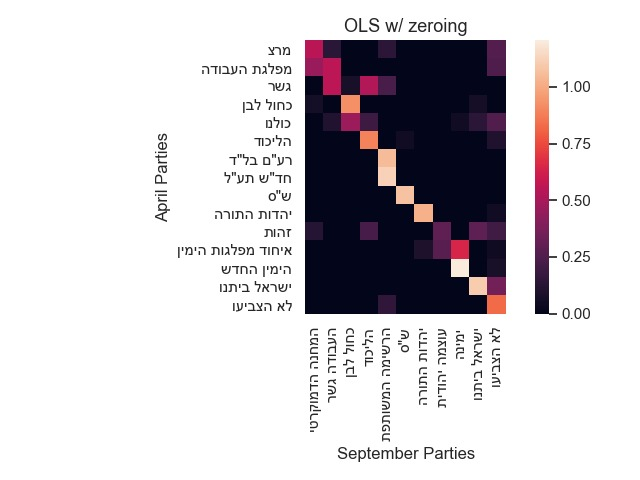 OLS w/ zeroing
April Parties
מרצ
מפלגת העבודה
גשר
כחול לבן
כולנו
הליכוד
רע"ם בל"ד
חד"ש תע"ל
ש"ס
יהדות התורה
זהות
איחוד מפלגות הימין
הימין החדש
ישראל ביתנו
לא הצביעו
המחנה הדמוקרטי
העבודה גשר
כחול לבן
הליכוד
הרשימה המשותפת
ש"ס
יהדות התורה
עוצמה יהודית
ימינה
ישראל ביתנו
לא הצביעו
September Parties
1.00
0.75
0.50
0.25
0.00